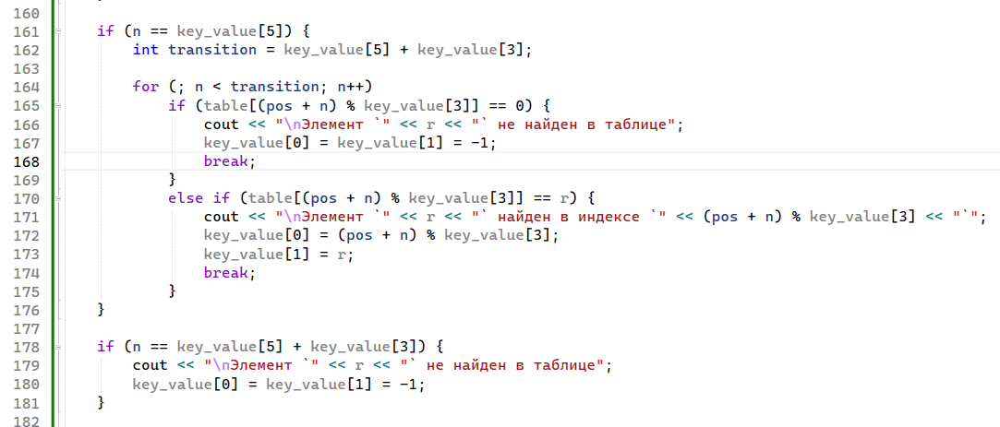 160
161 if (n == key_value[5]) {
162 int transition = key_value[5] + key_value[3];
163
164 for (; n < transition; n++)
165 if (table[(pos + n) % key_value[3]] == 0) {
166 cout << "\nЭлемент `" << r << "` не найден в таблице";
167 key_value[0] = key_value[1] = -1;
168 break;
169 }
170 else if (table[(pos + n) % key_value[3]] == r) {
171 cout << "\nЭлемент `" << r << "` найден в индексе `" << (pos + n) % key_value[3] << "`";
172 key_value[0] = (pos + n) % key_value[3];
173 key_value[1] = r;
174 break;
175 }
176 }
177
178 if (n == key_value[5] + key_value[3]) {
179 cout << "\nЭлемент `" << r << "` не найден в таблице";
180 key_value[0] = key_value[1] = -1;
181 }
182